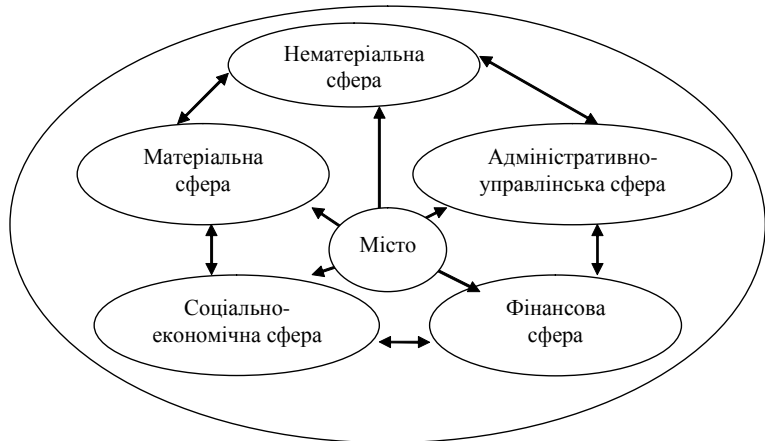 Нематеріальна
сфера
Матеріальна
сфера
Адміністративно-
управлінська сфера
Місто
Соціально-
економічна сфера
Фінансова
сфера